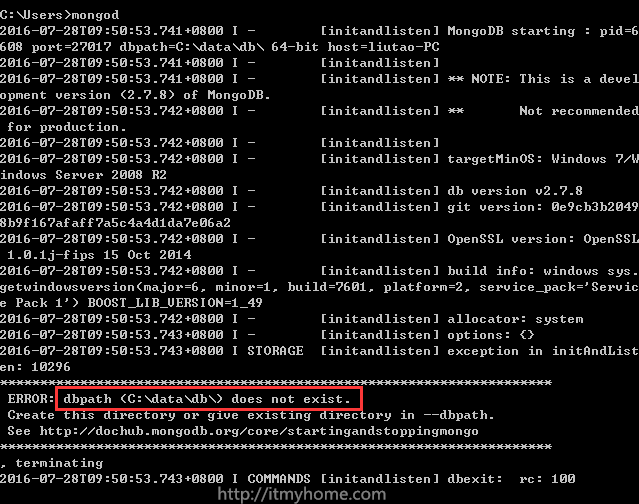 C:\Users>mongod
2016-07-28T09:50:53.741+0800 I -        [initandlisten] MongoDB starting : pid=6
608 port=27017 dbpath=C:\data\db\ 64-bit host=liutao-PC
2016-07-28T09:50:53.741+0800 I -        [initandlisten]
2016-07-28T09:50:53.741+0800 I -        [initandlisten] ** NOTE: This is a devel
opment version (2.7.8) of MongoDB.
2016-07-28T09:50:53.742+0800 I -        [initandlisten] **       Not recommended
 for production.
2016-07-28T09:50:53.742+0800 I -        [initandlisten]
2016-07-28T09:50:53.742+0800 I -        [initandlisten] targetMinOS: Windows 7/W
indows Server 2008 R2
2016-07-28T09:50:53.742+0800 I -        [initandlisten] db version v2.7.8
2016-07-28T09:50:53.742+0800 I -        [initandlisten] git version: 0e9cb3b2049
8b9f167afaff7a5c4a4d1da7e06a2
2016-07-28T09:50:53.742+0800 I -        [initandlisten] OpenSSL version: OpenSSL
 1.0.1j-fips 15 Oct 2014
2016-07-28T09:50:53.742+0800 I -        [initandlisten] build info: windows sys.
getwindowsversion(major=6, minor=1, build=7601, platform=2, service_pack='Servic
e Pack 1') BOOST_LIB_VERSION=1_49
2016-07-28T09:50:53.742+0800 I -        [initandlisten] allocator: system
2016-07-28T09:50:53.743+0800 I -        [initandlisten] options: {}
2016-07-28T09:50:53.743+0800 I STORAGE  [initandlisten] exception in initAndList
en: 10296
*********************************************************************
 ERROR: dbpath (C:\data\db\) does not exist.
 Create this directory or give existing directory in --dbpath.
 See http://dochub.mongodb.org/core/startingandstoppingmongo
*********************************************************************
, terminating
2016-07-28T09:50:53.743+0800 I COMMANDS [initandlisten] dbexit:  rc: 100
http://itmyhome.com